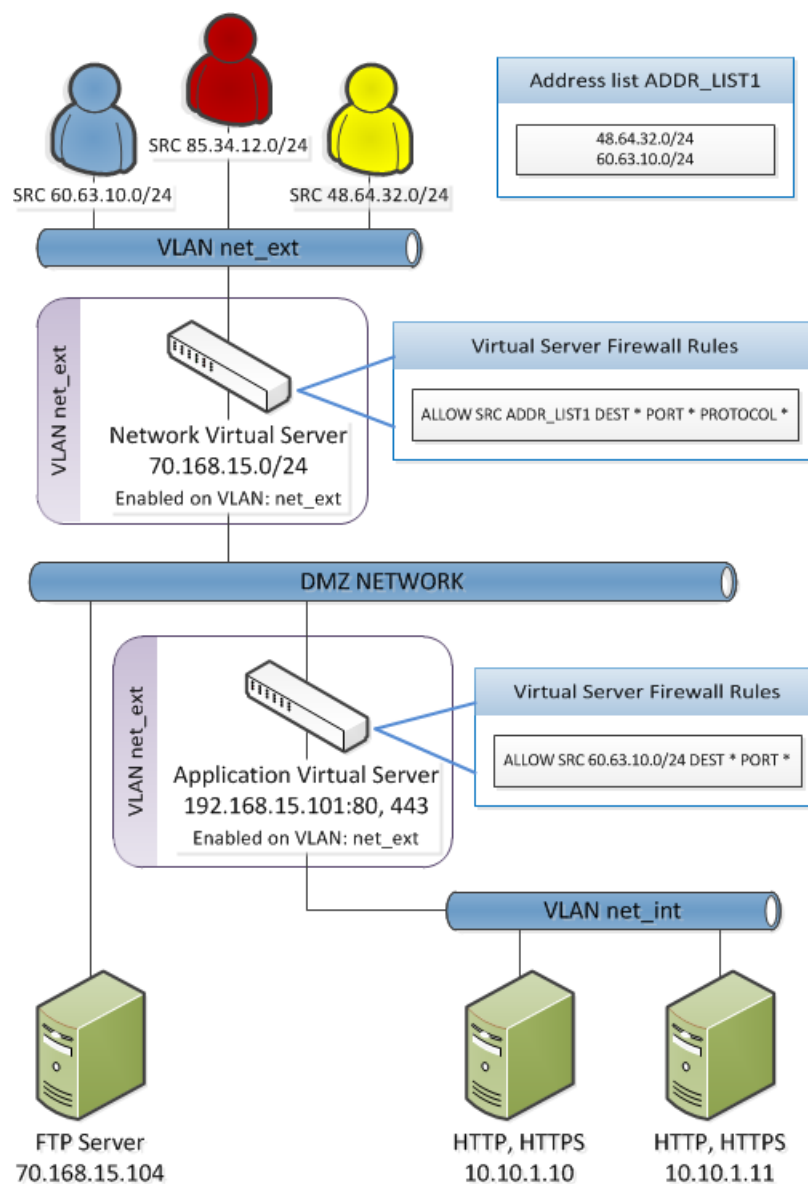 Address list ADDR_LIST1
48.64.32.0/24
60.63.10.0/24
SRC 85.34.12.0/24
SRC 60.63.10.0/24
SRC 48.64.32.0/24
VLAN net_ext
VLAN net_ext
Network Virtual Server
70.168.15.0/24
Enabled on VLAN: net_ext
Virtual Server Firewall Rules
ALLOW SRC ADDR_LIST1 DEST * PORT * PROTOCOL *
DMZ NETWORK
VLAN net_ext
Application Virtual Server
192.168.15.101:80, 443
Enabled on VLAN: net_ext
Virtual Server Firewall Rules
ALLOW SRC 60.63.10.0/24 DEST * PORT *
VLAN net_int
FTP Server
70.168.15.104
HTTP, HTTPS
10.10.1.10
HTTP, HTTPS
10.10.1.11